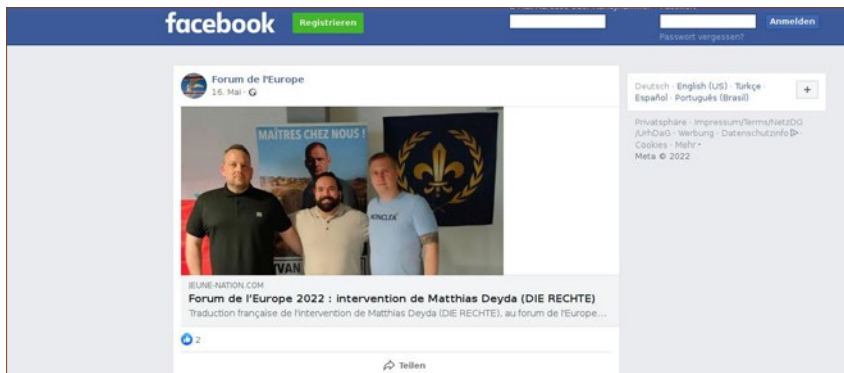 facebook
Registrieren
Anmelden
Passwort vergessen?
Forum de l'Europe
16. Mai ·
MAÎTRES CHEZ NOUS !
MONCLER
YVAN
JEUNE-NATION.COM
Forum de l'Europe 2022 : intervention de Matthias Deyda (DIE RECHTE)
Traduction française de l'intervention de Matthias Deyda (DIE RECHTE), au forum de l'Europe...
2
Teilen
Deutsch · English (US) · Türkçe ·
Español · Português (Brasil)
+
Privatsphäre · Impressum/Terms/NetzDG
/UrhDaG · Werbung · Datenschutzinfo ·
Cookies · Mehr
Meta © 2022